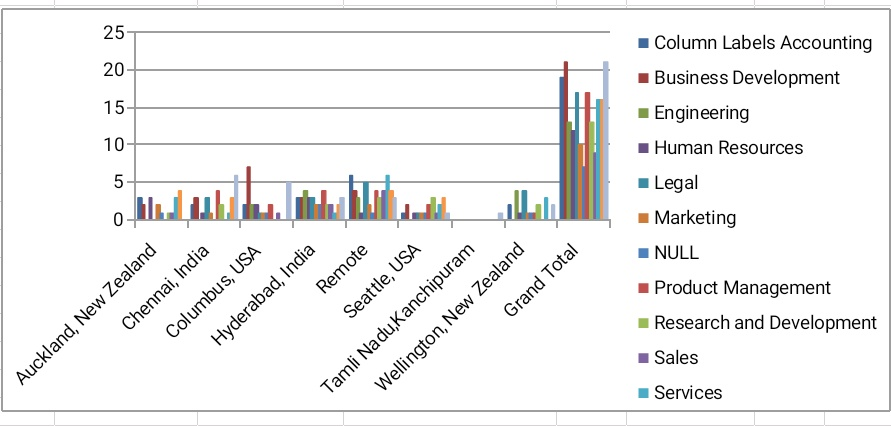 25
20
15
10
5
0
Auckland, New Zealand
Chennai, India
Columbus, USA
Hyderabad, India
Remote
Seattle, USA
Tamli Nadu,Kanchipuram
Wellington, New Zealand
Grand Total
Column Labels Accounting
Business Development
Engineering
Human Resources
Legal
Marketing
NULL
Product Management
Research and Development
Sales
Services